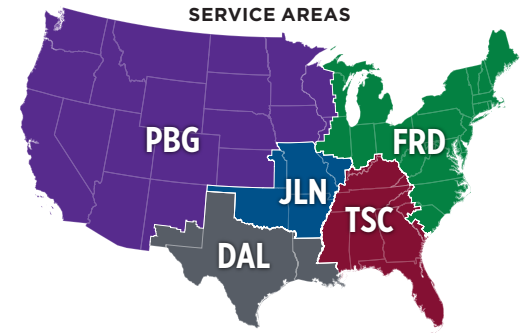 SERVICE AREAS
PBG
FRD
JLN
TSC
DAL